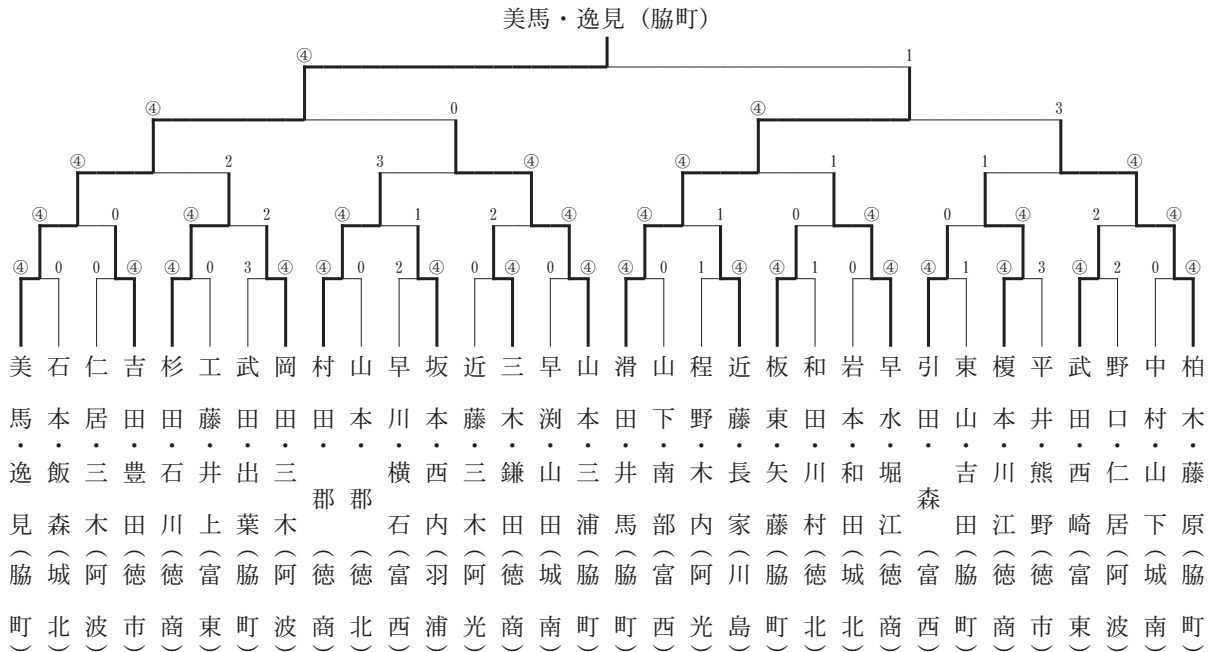 美馬・逸見（脇町）
④ 1
④ 0 ④ 3
④ 2 3 ④ ④ 1 1 ④
④ 0 ④ 2 ④ 1 2 ④ ④ 1 0 ④ 0 ④ 2 ④
④ 0 0 ④ ④ 0 3 ④ ④ 0 2 ④ 0 ④ 0 ④ ④ 0 1 ④ ④ 1 0 ④ ④ 1 ④ 3 ④ 2 0 ④
美馬・逸見（脇町）
石本・飯森（城北）
仁居・三木（阿波）
吉田・豊田（徳市）
杉田・石川（徳商）
工藤・井上（富東）
武田・出葉（脇町）
岡田・三木（阿波）
村田・郡（徳商）
山本・郡（徳北）
早川・横石（富西）
坂本・西内（羽浦）
近藤・三木（阿光）
三木・鎌田（徳商）
早渕・山田（城南）
山本・三浦（脇町）
滑田・井馬（脇町）
山下・南部（富西）
程野・木内（阿光）
近藤・長家（川島）
板東・矢藤（脇町）
和田・川村（徳北）
岩本・和田（城北）
早水・堀江（徳商）
引田・森（富西）
東山・吉田（脇町）
榎本・川江（徳商）
平井・熊野（徳市）
武田・西崎（富東）
野口・仁居（阿波）
中村・山下（城南）
柏木・藤原（脇町）